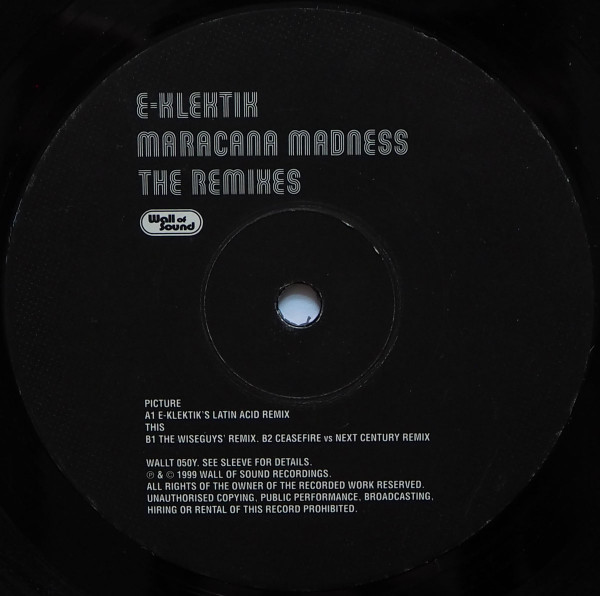 E-KLEKTIK
MARACANA MADNESS
THE REMIXES
Wall of
Sound
PICTURE
A1 E-KLEKTIK'S LATIN ACID REMIX
THIS
B1 THE WISEGUYS' REMIX. B2 CEASEFIRE vs NEXT CENTURY REMIX
WALLT 050Y. SEE SLEEVE FOR DETAILS.
℗ & © 1999 WALL OF SOUND RECORDINGS.
ALL RIGHTS OF THE OWNER OF THE RECORDED WORK RESERVED.
UNAUTHORISED COPYING, PUBLIC PERFORMANCE, BROADCASTING,
HIRING OR RENTAL OF THIS RECORD PROHIBITED.